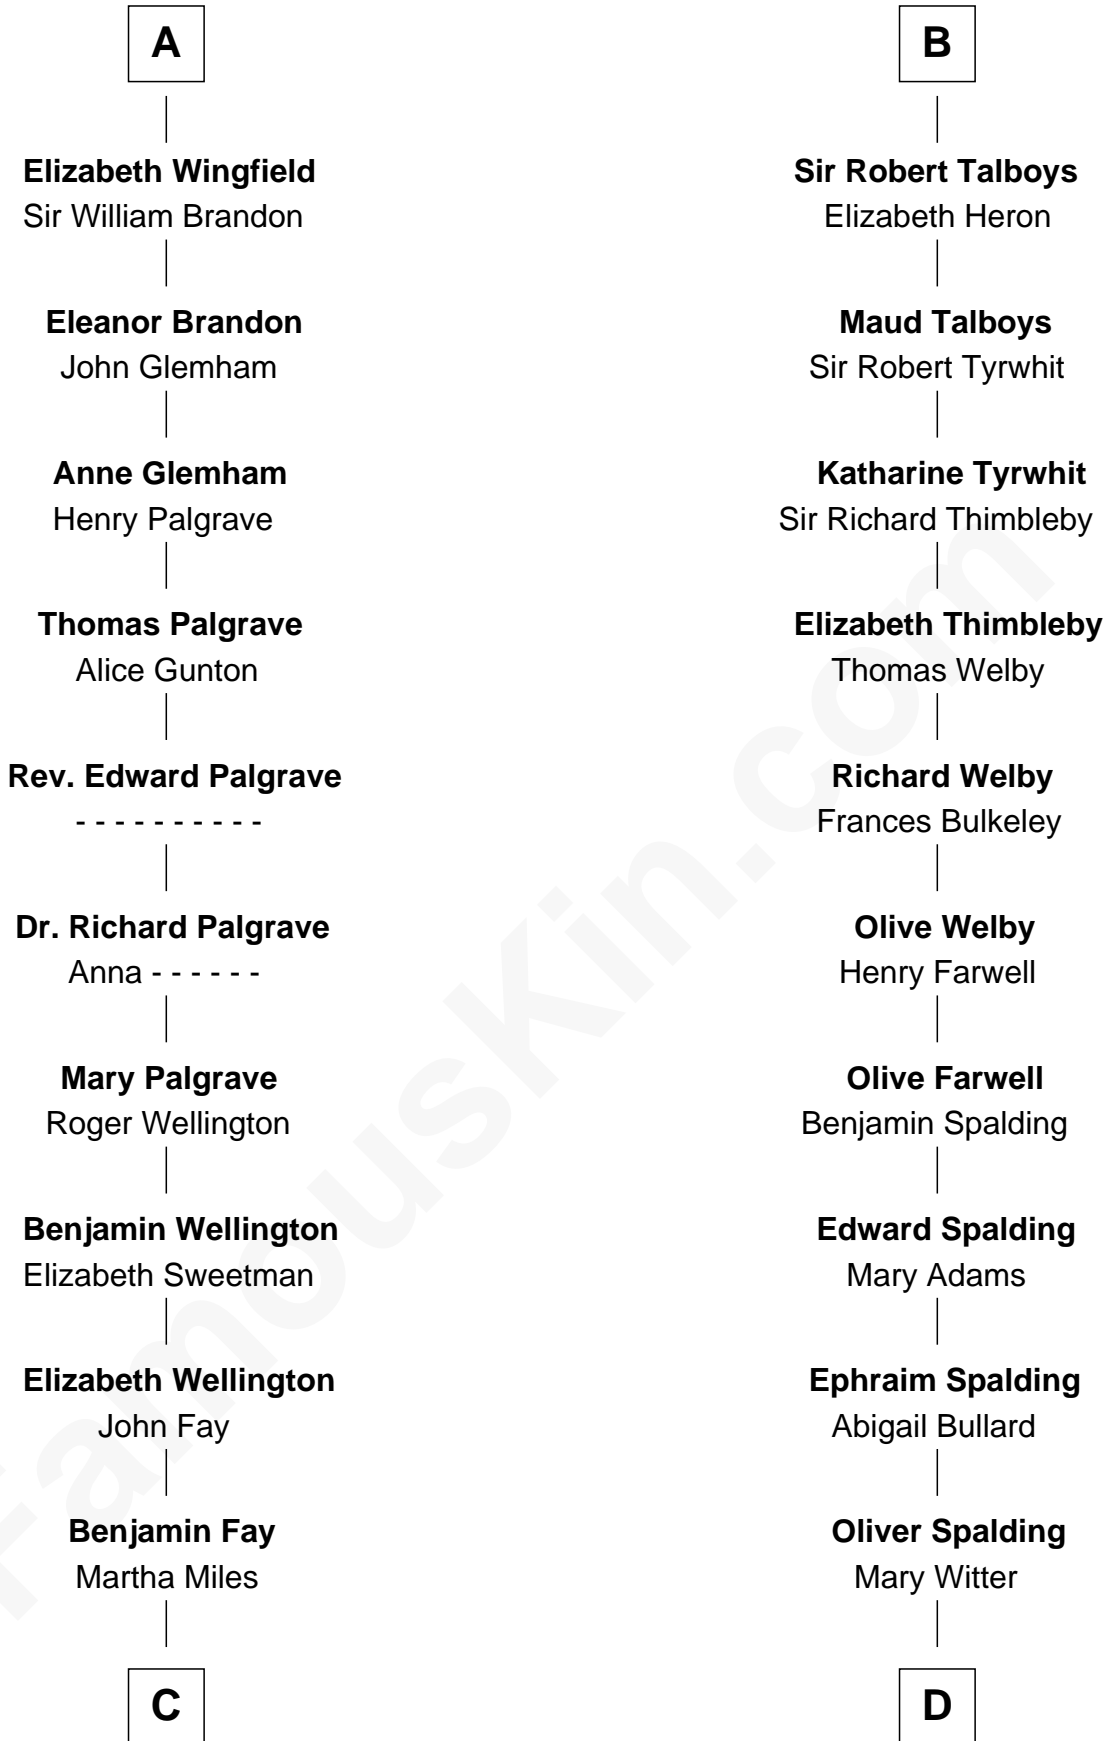 A
Elizabeth Wingfield
Sir William Brandon
Eleanor Brandon
John Glemham
Anne Glemham
Henry Palgrave
Thomas Palgrave
Alice Gunton
Rev. Edward Palgrave
- - - - - - - - - -
Dr. Richard Palgrave
Anna - - - - - -
Mary Palgrave
Roger Wellington
Benjamin Wellington
Elizabeth Sweetman
Elizabeth Wellington
John Fay
Benjamin Fay
Martha Miles
C
B
Sir Robert Talboys
Elizabeth Heron
Maud Talboys
Sir Robert Tyrwhit
Katharine Tyrwhit
Sir Richard Thimbleby
Elizabeth Thimbleby
Thomas Welby
Richard Welby
Frances Bulkeley
Olive Welby
Henry Farwell
Olive Farwell
Benjamin Spalding
Edward Spalding
Mary Adams
Ephraim Spalding
Abigail Bullard
Oliver Spalding
Mary Witter
D
FamousKin.com